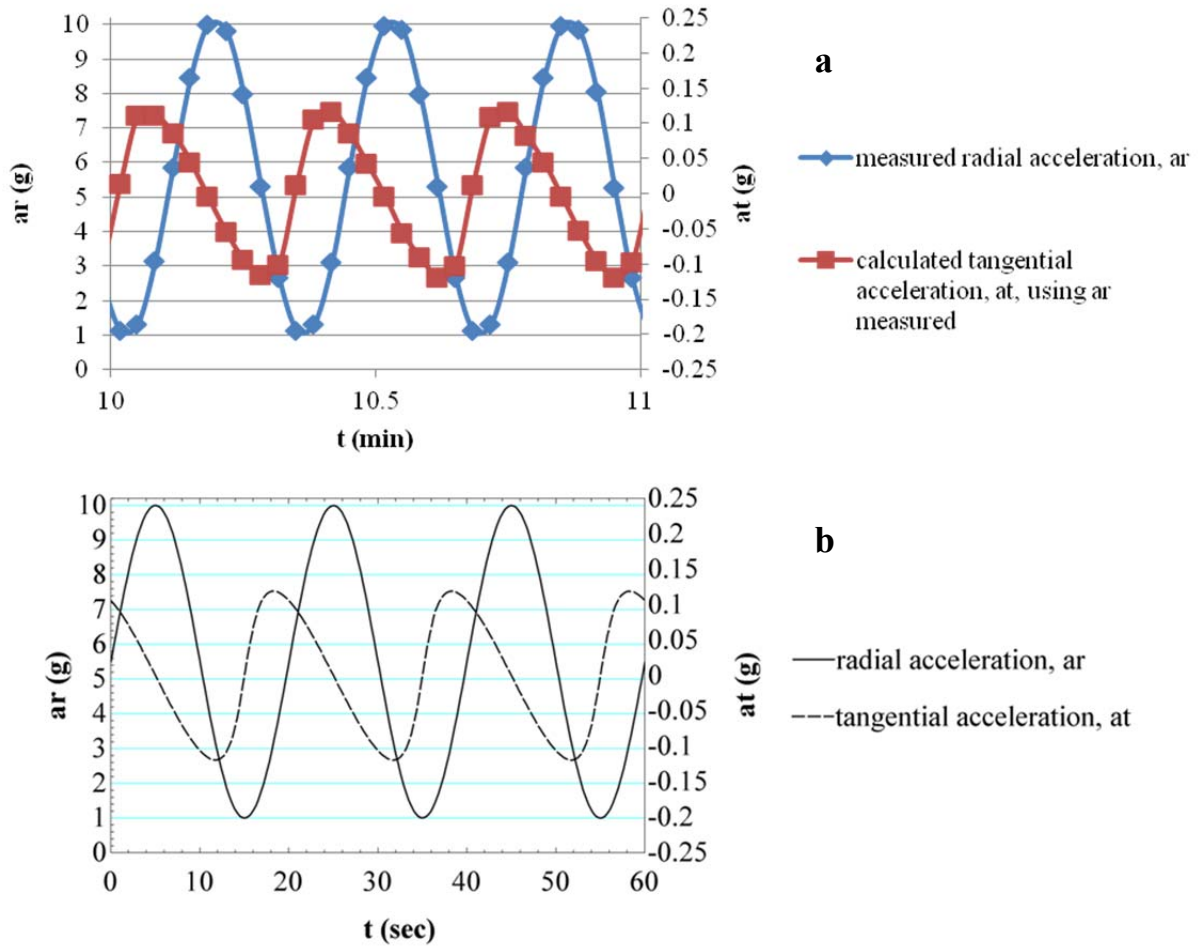 10
9
8
7
6
5
4
3
2
1
0
ar (g)
0.25
0.2
0.15
0.1
0.05
0
-0.05
-0.1
-0.15
-0.2
-0.25
at (g)
10 10.5 11
t (min)
a
measured radial acceleration, ar
calculated tangential
acceleration, at, using ar
measured
10
9
8
7
6
5
4
3
2
1
0
ar (g)
0.25
0.2
0.15
0.1
0.05
0
-0.05
-0.1
-0.15
-0.2
-0.25
at (g)
0 10 20 30 40 50 60
t (sec)
b
radial acceleration, ar
tangential acceleration, at